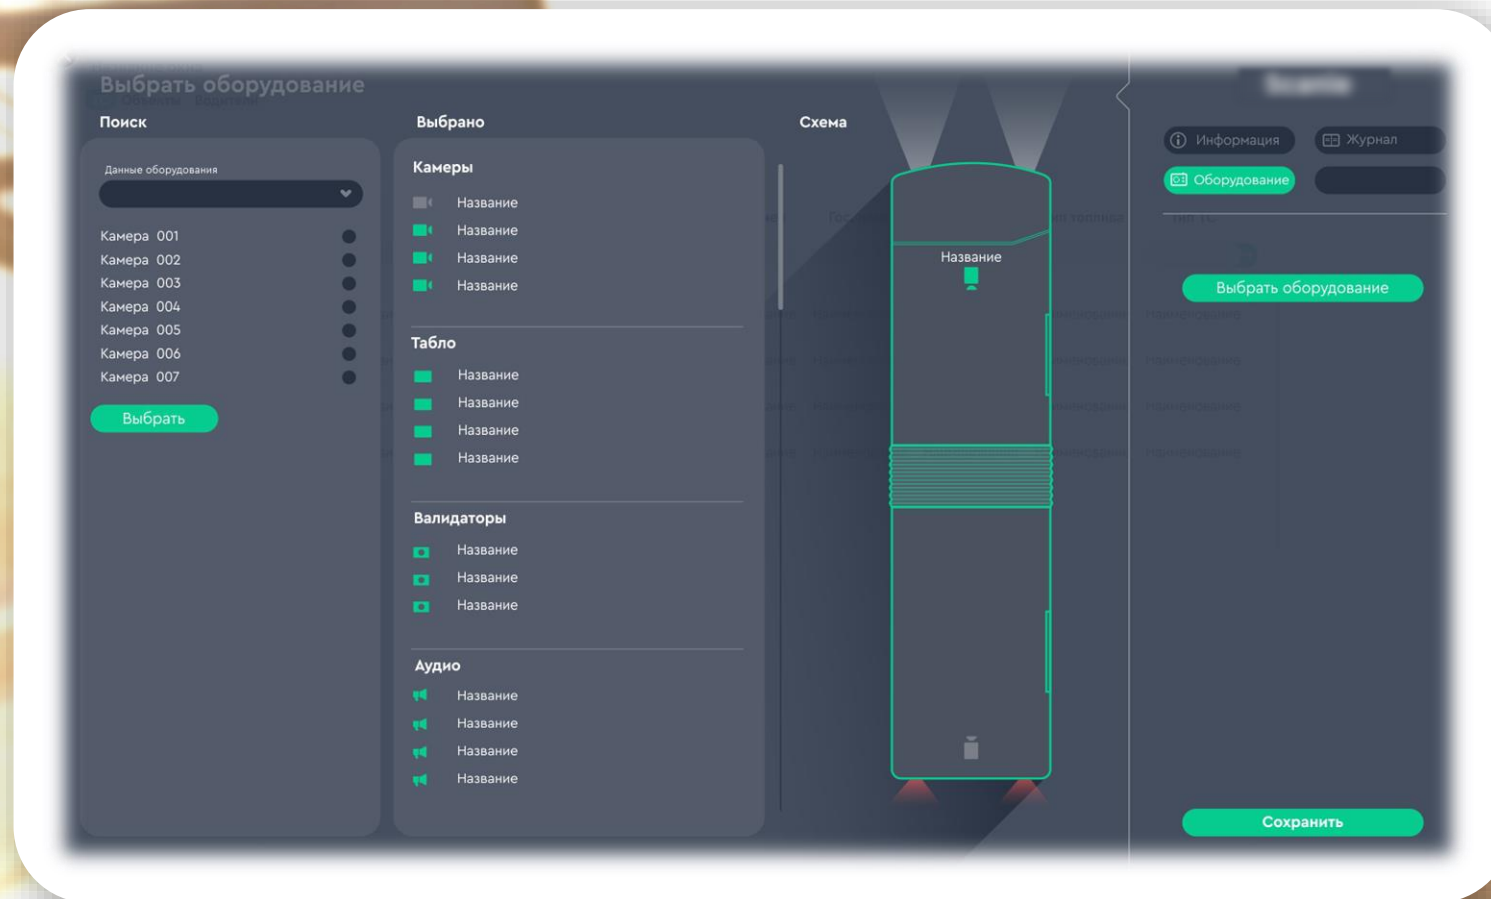 Выбрать оборудование
Поиск
Данные оборудования
Камера 001
Камера 002
Камера 003
Камера 004
Камера 005
Камера 006
Камера 007
Выбрать
Выбрано
Камеры
Название
Название
Название
Название
Табло
Название
Название
Название
Название
Валидаторы
Название
Название
Название
Аудио
Название
Название
Название
Название
Схема
Название
Scania
Информация
Журнал
Оборудование
Выбрать оборудование
Сохранить